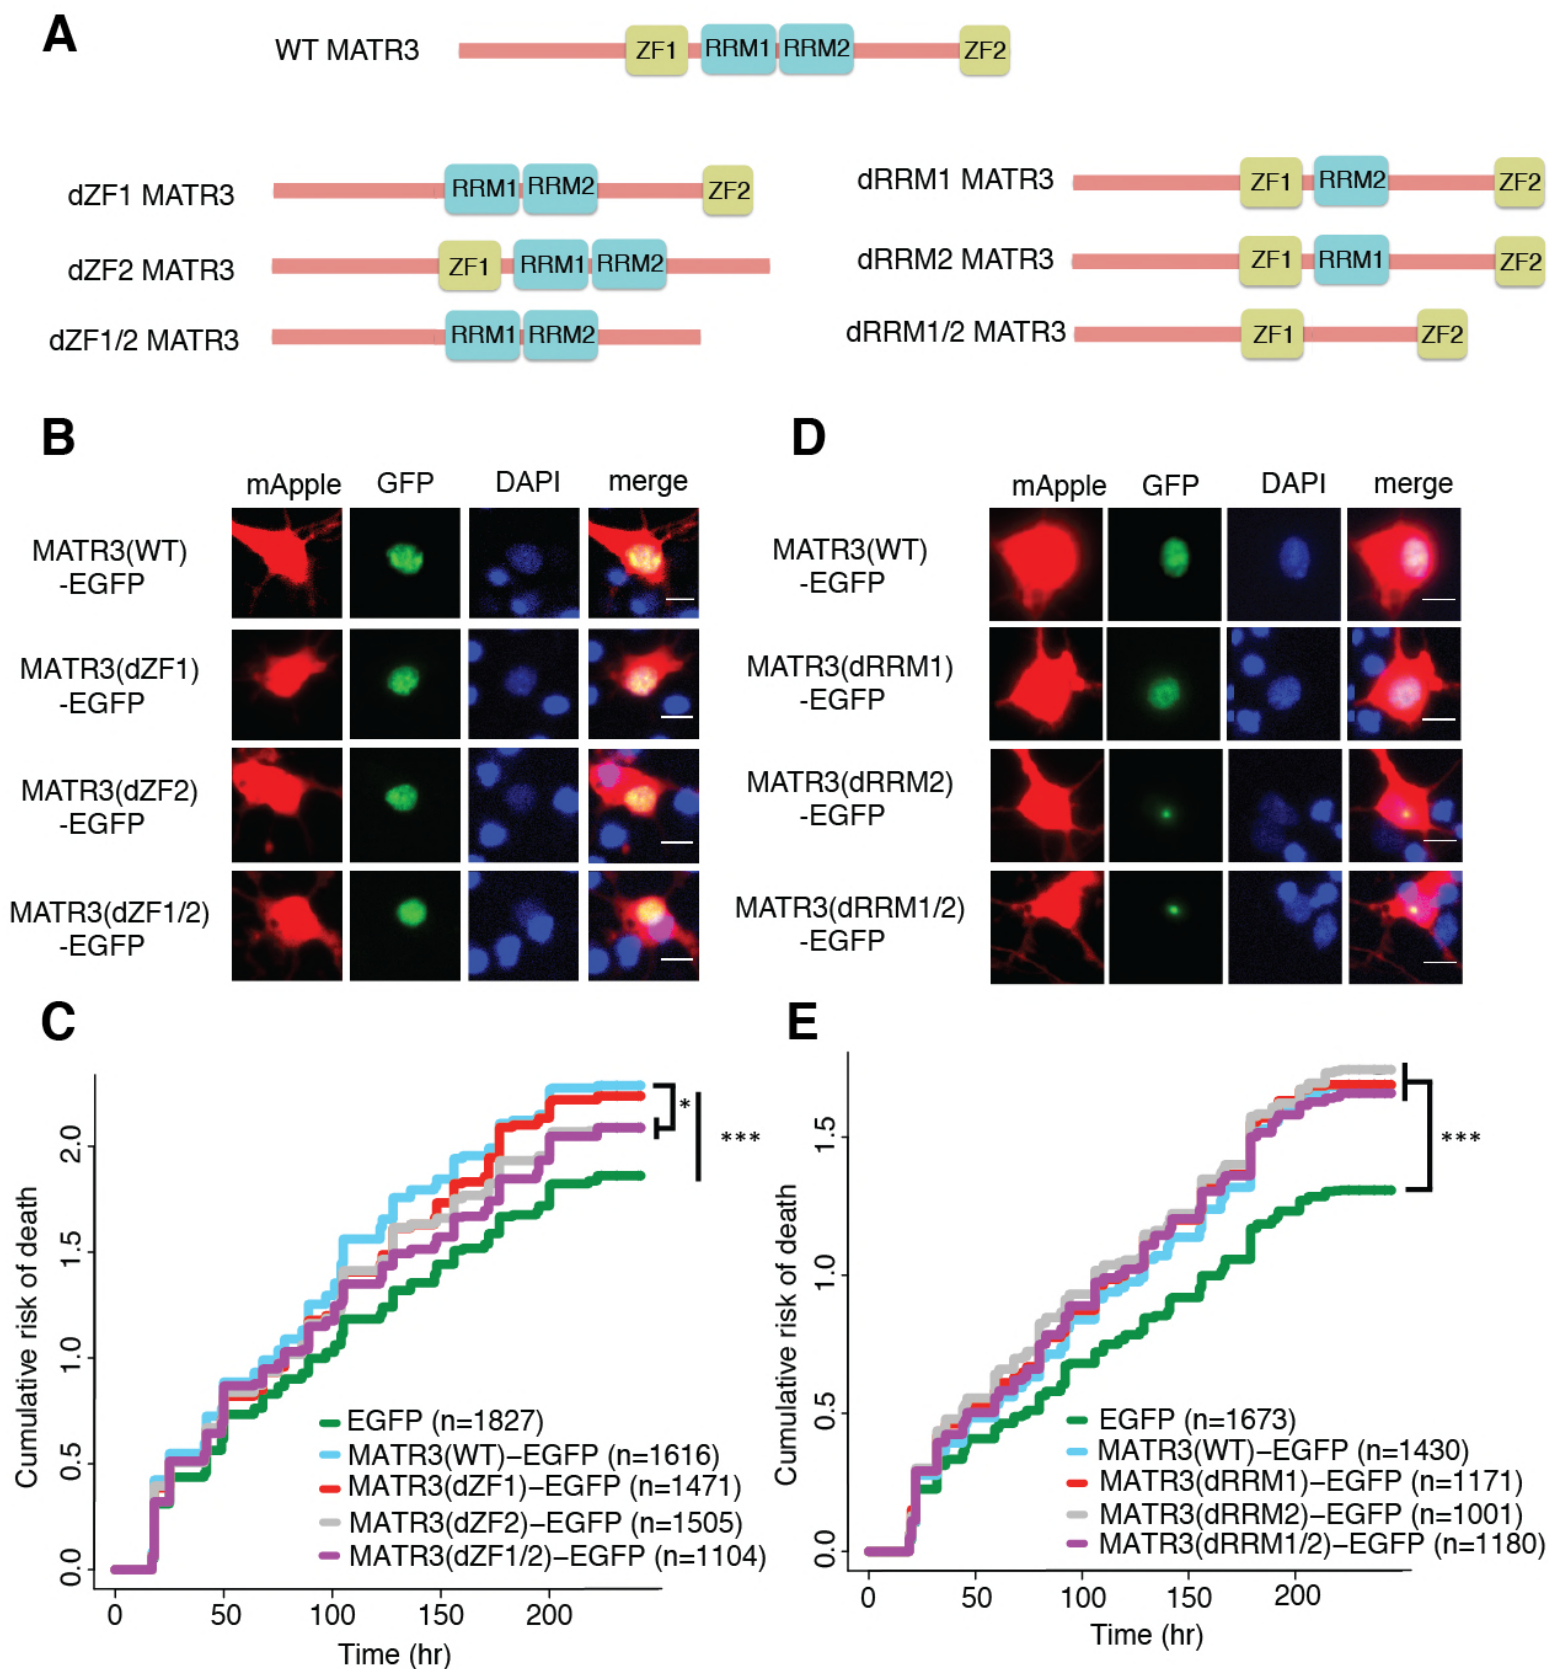 A
WT MATR3
ZF1
RRM1
RRM2
ZF2
dZF1 MATR3
RRM1
RRM2
ZF2
dZF2 MATR3
ZF1
RRM1
RRM2
dZF1/2 MATR3
RRM1
RRM2
dRRM1 MATR3
ZF1
RRM2
ZF2
dRRM2 MATR3
ZF1
RRM1
ZF2
dRRM1/2 MATR3
ZF1
ZF2
B
mApple GFP DAPI merge
MATR3(WT)
-EGFP
MATR3(dZF1)
-EGFP
MATR3(dZF2)
-EGFP
MATR3(dZF1/2)
-EGFP
D
mApple GFP DAPI merge
MATR3(WT)
-EGFP
MATR3(dRRM1)
-EGFP
MATR3(dRRM2)
-EGFP
MATR3(dRRM1/2)
-EGFP
C
Cumulative risk of death
2.0
1.5
1.0
0.5
0.0
*
***
EGFP (n=1827)
MATR3(WT)−EGFP (n=1616)
MATR3(dZF1)−EGFP (n=1471)
MATR3(dZF2)−EGFP (n=1505)
MATR3(dZF1/2)−EGFP (n=1104)
0 50 100 150 200
Time (hr)
E
Cumulative risk of death
1.5
1.0
0.5
0.0
***
EGFP (n=1673)
MATR3(WT)−EGFP (n=1430)
MATR3(dRRM1)−EGFP (n=1171)
MATR3(dRRM2)−EGFP (n=1001)
MATR3(dRRM1/2)−EGFP (n=1180)
0 50 100 150 200
Time (hr)